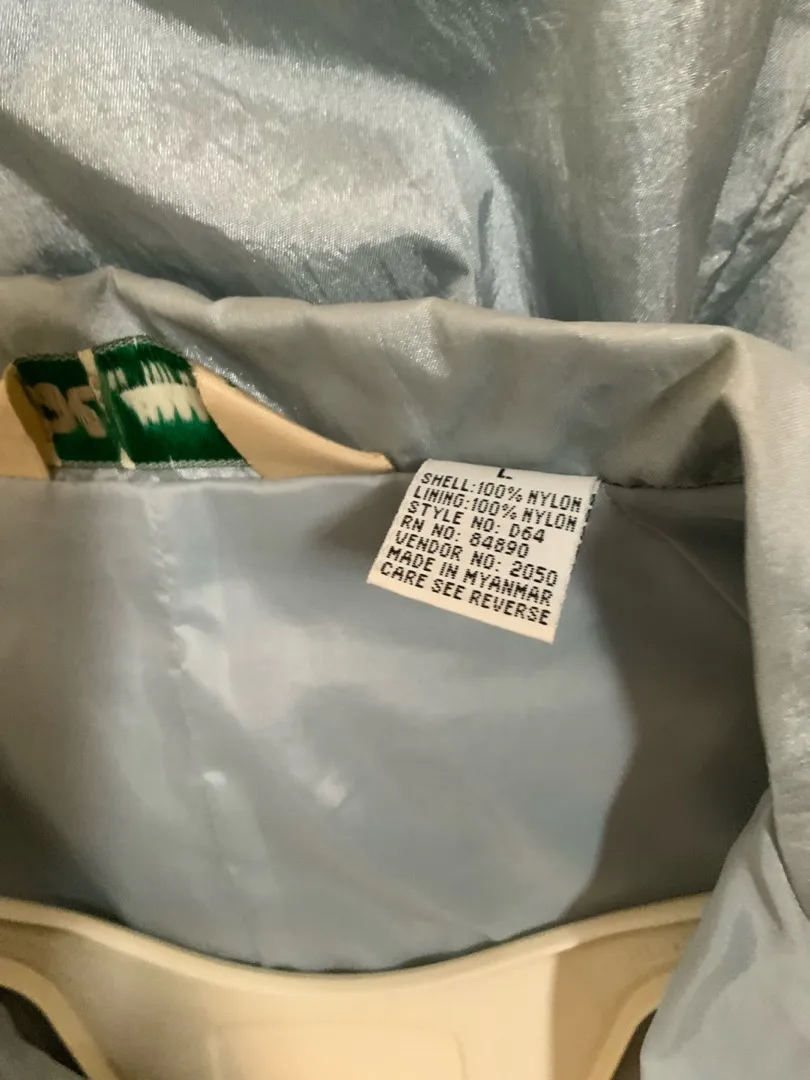 L
SHELL:100% NYLON
LINING:100% NYLON
STYLE NO: D64
RN NO: 84890
VENDOR NO: 2050
MADE IN MYANMAR
CARE SEE REVERSE